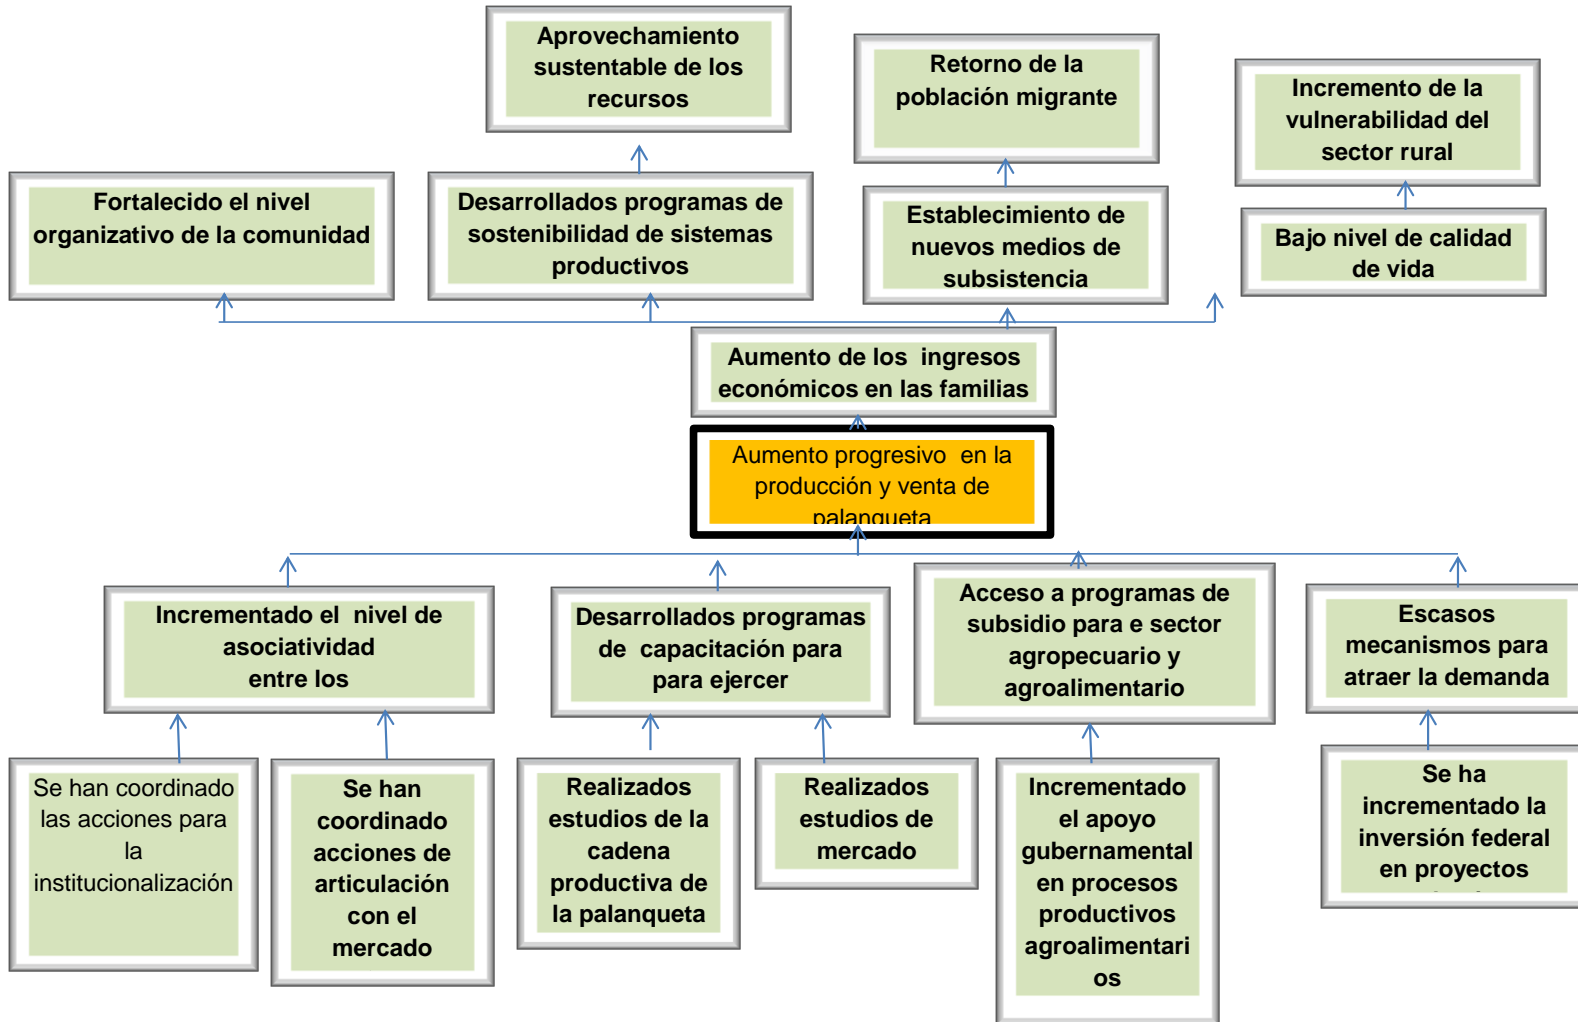 Aprovechamiento
sustentable de los
recursos
Retorno de la
población migrante
Incremento de la
vulnerabilidad del
sector rural
Fortalecido el nivel
organizativo de la comunidad
Desarrollados programas de
sostenibilidad de sistemas
productivos
Establecimiento de
nuevos medios de
subsistencia
Bajo nivel de calidad
de vida
Aumento de los ingresos
económicos en las familias
Aumento progresivo en la
producción y venta de
palanqueta
Incrementado el nivel de
asociatividad
entre los
Desarrollados programas
de capacitación para
para ejercer
Acceso a programas de
subsidio para e sector
agropecuario y
agroalimentario
Escasos
mecanismos para
atraer la demanda
Se han coordinado
las acciones para
la
institucionalización
Se han
coordinado
acciones de
articulación
con el
mercado
Realizados
estudios de la
cadena
productiva de
la palanqueta
Realizados
estudios de
mercado
Incrementado
el apoyo
gubernamental
en procesos
productivos
agroalimentari
os
Se ha
incrementado la
inversión federal
en proyectos